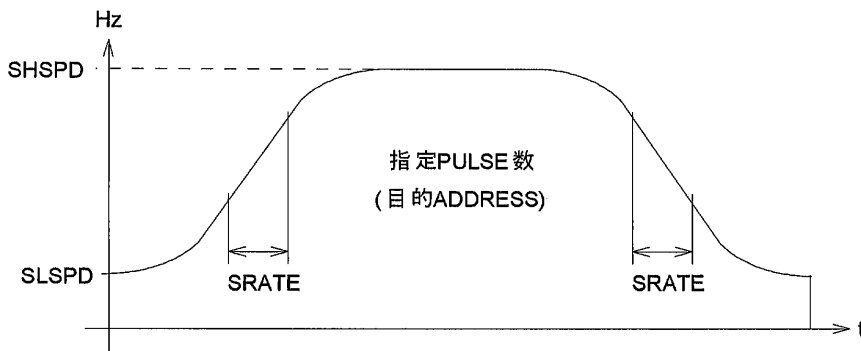 Hz
SHSPD
指定PULSE数
(目的ADDRESS)
SLSPD
SRATE
SRATE
t